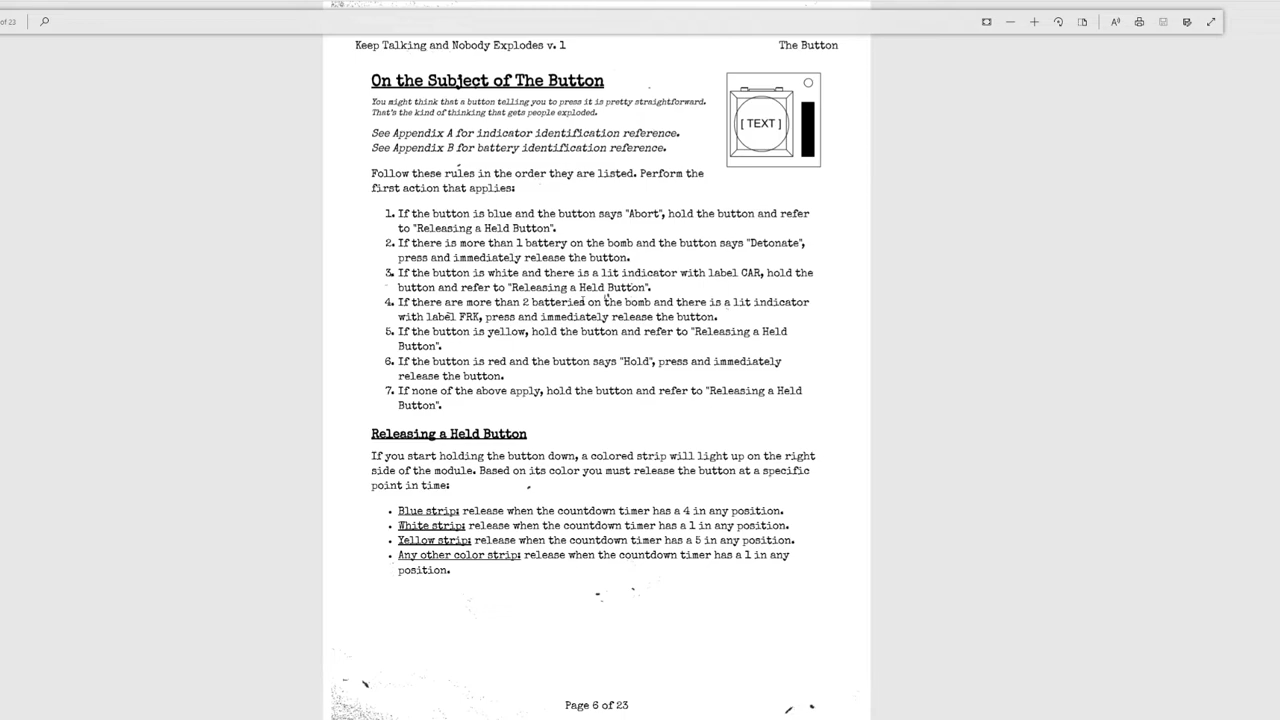 of 23
Keep Talking and Nobody Explodes v. 1
The Button
On the Subject of The Button
You might think that a button telling you to press it is pretty straightforward.
That's the kind of thinking that gets people exploded.
[ TEXT ]
See Appendix A for indicator identification reference.
See Appendix B for battery identification reference.
Follow these rules in the order they are listed. Perform the
first action that applies:
1. If the button is blue and the button says "Abort", hold the button and refer
to "Releasing a Held Button".
2. If there is more than 1 battery on the bomb and the button says "Detonate",
press and immediately release the button.
3. If the button is white and there is a lit indicator with label CAR, hold the
button and refer to "Releasing a Held Button".
4. If there are more than 2 batteries on the bomb and there is a lit indicator
with label FRK, press and immediately release the button.
5. If the button is yellow, hold the button and refer to "Releasing a Held
Button".
6. If the button is red and the button says "Hold", press and immediately
release the button.
7. If none of the above apply, hold the button and refer to "Releasing a Held
Button".
Releasing a Held Button
If you start holding the button down, a colored strip will light up on the right
side of the module. Based on its color you must release the button at a specific
point in time:
• Blue strip: release when the countdown timer has a 4 in any position.
• White strip: release when the countdown timer has a 1 in any position.
• Yellow strip: release when the countdown timer has a 5 in any position.
• Any other color strip: release when the countdown timer has a 1 in any
position.
Page 6 of 23